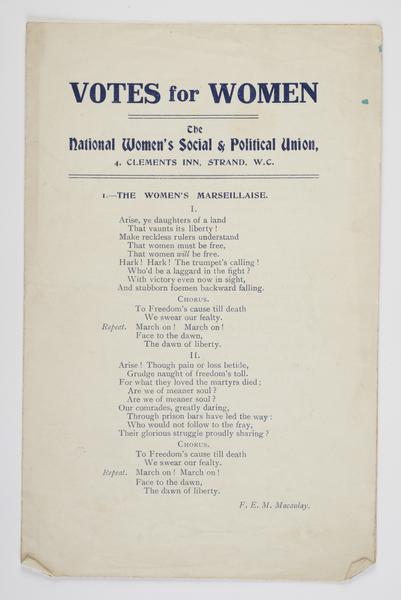 VOTES for WOMEN
The
National Women's Social & Political Union,
4, CLEMENTS INN, STRAND, W.C.
1.—THE WOMEN'S MARSEILLAISE.
I.
Arise, ye daughters of a land
That vaunts its liberty!
Make reckless rulers understand
That women must be free,
That women will be free.
Hark! Hark! The trumpet's calling!
Who'd be a laggard in the fight?
With victory even now in sight,
And stubborn foemen backward falling.
CHORUS.
To Freedom's cause till death
We swear our fealty.
Repeat. March on! March on!
Face to the dawn,
The dawn of liberty.
II.
Arise! Though pain or loss betide,
Grudge naught of freedom's toll.
For what they loved the martyrs died;
Are we of meaner soul?
Are we of meaner soul?
Our comrades, greatly daring,
Through prison bars have led the way:
Who would not follow to the fray,
Their glorious struggle proudly sharing?
CHORUS.
To Freedom's cause till death
We swear our fealty.
Repeat. March on! March on!
Face to the dawn,
The dawn of liberty.
F. E. M. Macaulay.